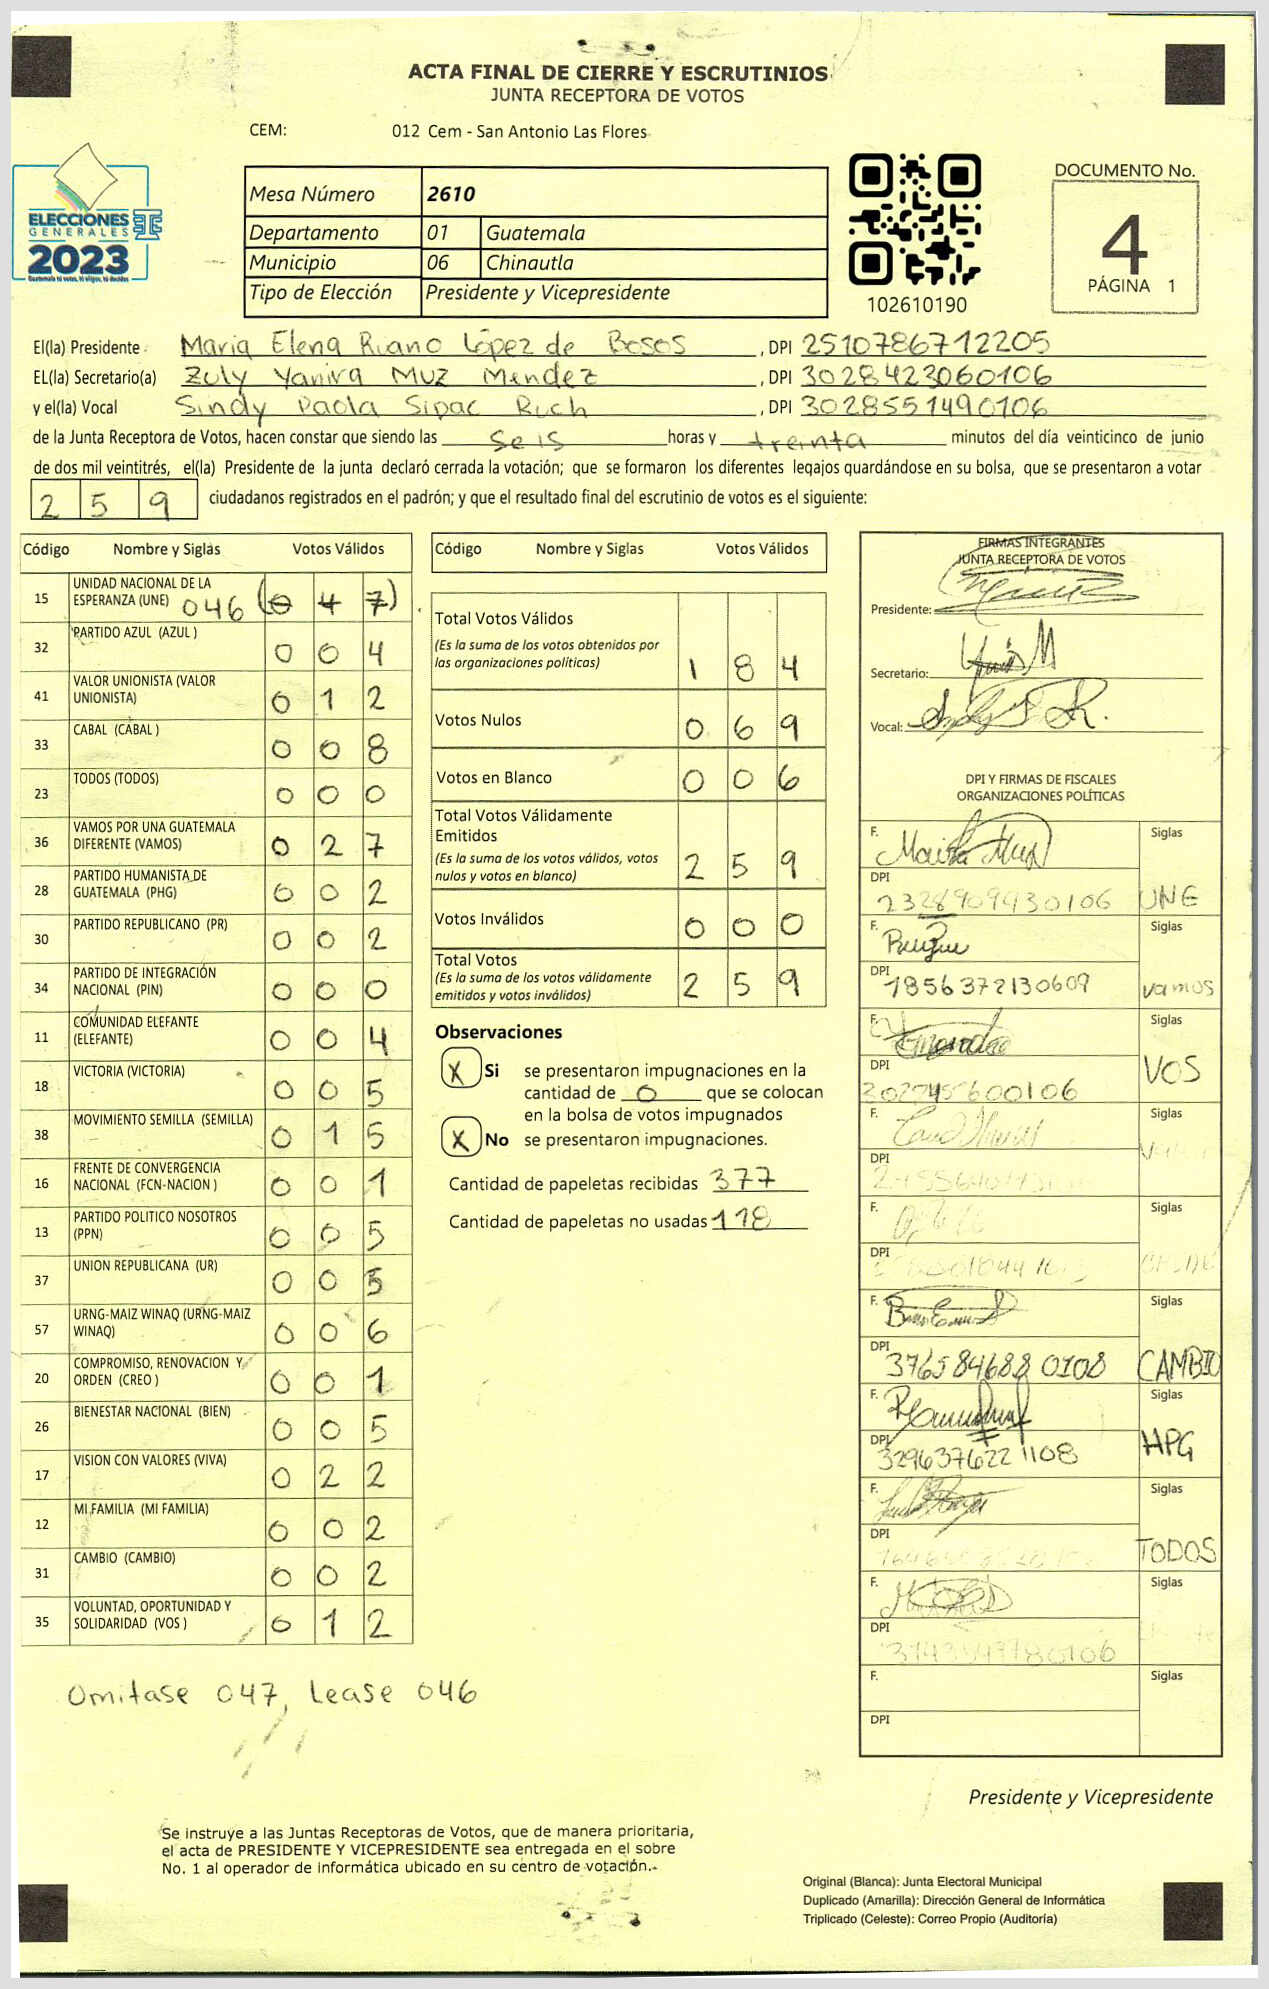 ACTA FINAL DE CIERRE Y ESCRUTINIOS
JUNTA RECEPTORA DE VOTOS
CEM: 012 Cem - San Antonio Las Flores
ELECCIONES
GENERALES
2023
Mesa Número 2610
Departamento 01 Guatemala
Municipio 06 Chinautla
Tipo de Elección Presidente y Vicepresidente
102610190
DOCUMENTO No.
4
PÁGINA 1
El(la) Presidente Maria Elena Riano López de Bosos , DPI 2510786712205
EL(la) Secretario(a) Zuly Yanira Muz Mendez , DPI 3028423060106
y el(la) Vocal Sindy Paola Sipac Ruch , DPI 3028551490106
de la Junta Receptora de Votos, hacen constar que siendo las seis horas y treinta minutos del día veinticinco de junio
de dos mil veintitrés, el(la) Presidente de la junta declaró cerrada la votación; que se formaron los diferentes legajos quardándose en su bolsa, que se presentaron a votar
2 5 9 ciudadanos registrados en el padrón; y que el resultado final del escrutinio de votos es el siguiente:
Código Nombre y Siglas Votos Válidos
15 UNIDAD NACIONAL DE LA
ESPERANZA (UNE) 046 (0 4 7)
32 PARTIDO AZUL (AZUL ) 0 0 4
41 VALOR UNIONISTA (VALOR
UNIONISTA) 0 1 2
33 CABAL (CABAL ) 0 0 8
23 TODOS (TODOS) 0 0 0
36 VAMOS POR UNA GUATEMALA
DIFERENTE (VAMOS) 0 2 7
28 PARTIDO HUMANISTA DE
GUATEMALA (PHG) 0 0 2
30 PARTIDO REPUBLICANO (PR) 0 0 2
34 PARTIDO DE INTEGRACIÓN
NACIONAL (PIN) 0 0 0
11 COMUNIDAD ELEFANTE
(ELEFANTE) 0 0 4
18 VICTORIA (VICTORIA) 0 0 5
38 MOVIMIENTO SEMILLA (SEMILLA) 0 1 5
16 FRENTE DE CONVERGENCIA
NACIONAL (FCN-NACION ) 0 0 1
13 PARTIDO POLITICO NOSOTROS
(PPN) 0 0 5
37 UNION REPUBLICANA (UR) 0 0 5
57 URNG-MAIZ WINAQ (URNG-MAIZ
WINAQ) 0 0 6
20 COMPROMISO, RENOVACION Y
ORDEN (CREO ) 0 0 1
26 BIENESTAR NACIONAL (BIEN) 0 0 5
17 VISION CON VALORES (VIVA) 0 2 2
12 MI FAMILIA (MI FAMILIA) 0 0 2
31 CAMBIO (CAMBIO) 0 0 2
35 VOLUNTAD, OPORTUNIDAD Y
SOLIDARIDAD (VOS ) 0 1 2
Omitase 047, Lease 046
Código Nombre y Siglas Votos Válidos
Total Votos Válidos
(Es la suma de los votos obtenidos por
las organizaciones políticas) 1 8 4
Votos Nulos 0 6 9
Votos en Blanco 0 0 6
Total Votos Válidamente
Emitidos
(Es la suma de los votos válidos, votos
nulos y votos en blanco) 2 5 9
Votos Inválidos 0 0 0
Total Votos
(Es la suma de los votos válidamente
emitidos y votos inválidos) 2 5 9
Observaciones
X Si se presentaron impugnaciones en la
cantidad de 0 que se colocan
en la bolsa de votos impugnados
X No se presentaron impugnaciones.
Cantidad de papeletas recibidas 377
Cantidad de papeletas no usadas 118
FIRMAS INTEGRANTES
JUNTA RECEPTORA DE VOTOS
Presidente:
Secretario:
Vocal:
DPI Y FIRMAS DE FISCALES
ORGANIZACIONES POLÍTICAS
F. Siglas
DPI
2328909430106 UNE
F. Siglas
DPI
1856372130609 vamos
F. Siglas
DPI VOS
F. Siglas
DPI
F. Siglas
DPI
F. Siglas
DPI
3765846880108 CAMBIO
F. Siglas
DPI
3296376221108 HPG
F. Siglas
DPI
TODOS
F. Siglas
DPI
F. Siglas
DPI
Presidente y Vicepresidente
Se instruye a las Juntas Receptoras de Votos, que de manera prioritaria,
el acta de PRESIDENTE Y VICEPRESIDENTE sea entregada en el sobre
No. 1 al operador de informática ubicado en su centro de votación.
Original (Blanca): Junta Electoral Municipal
Duplicado (Amarilla): Dirección General de Informática
Triplicado (Celeste): Correo Propio (Auditoría)